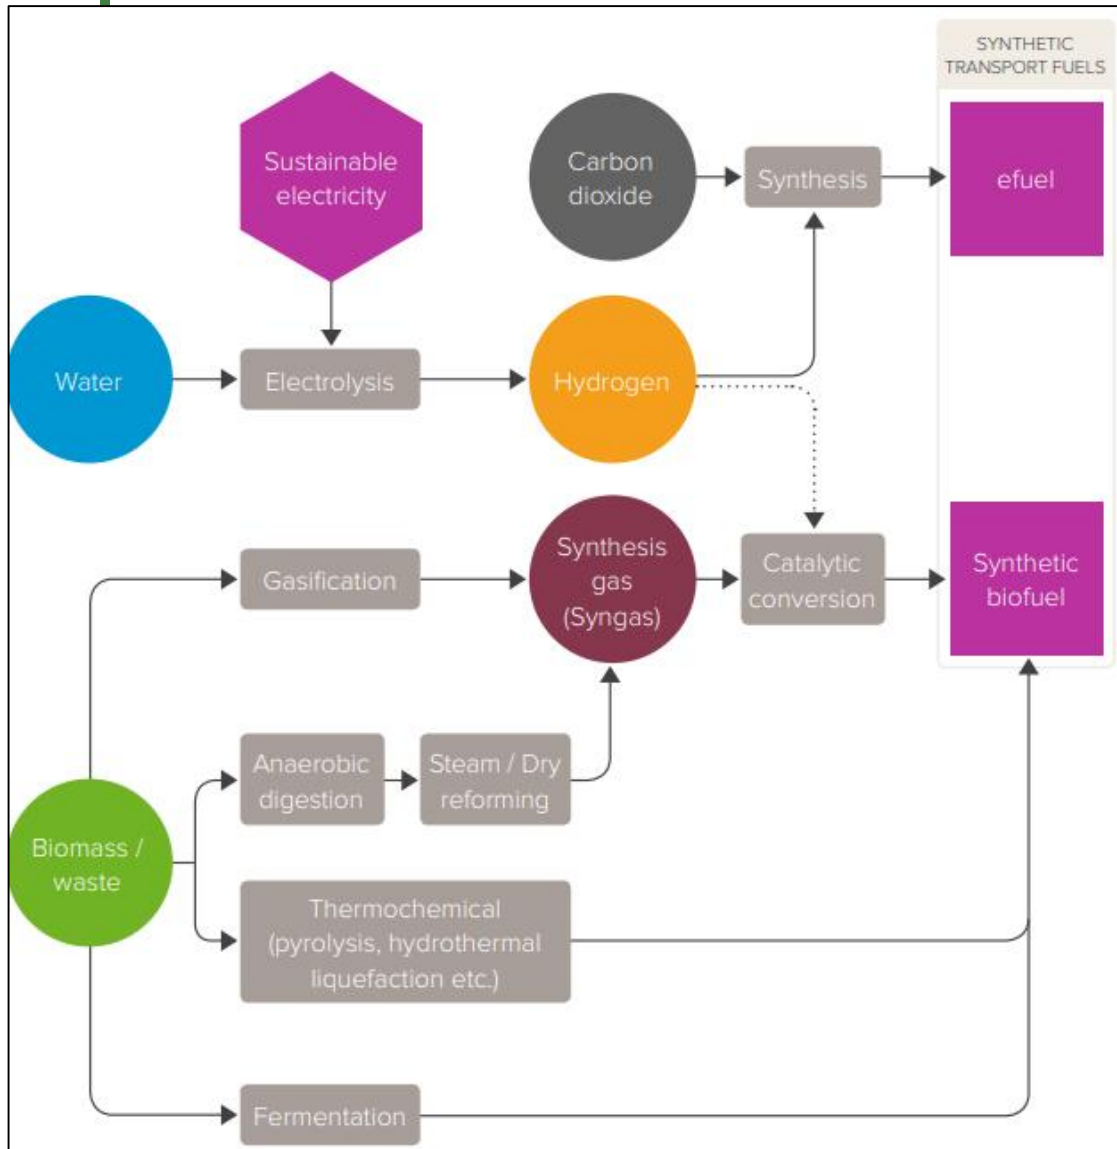 SYNTHETIC
TRANSPORT FUELS
Sustainable
electricity
Carbon
dioxide
Synthesis
efuel
Water
Electrolysis
Hydrogen
Gasification
Synthesis
gas
(Syngas)
Catalytic
conversion
Synthetic
biofuel
Anaerobic
digestion
Steam / Dry
reforming
Biomass /
waste
Thermochemical
(pyrolysis, hydrothermal
liquefaction etc.)
Fermentation